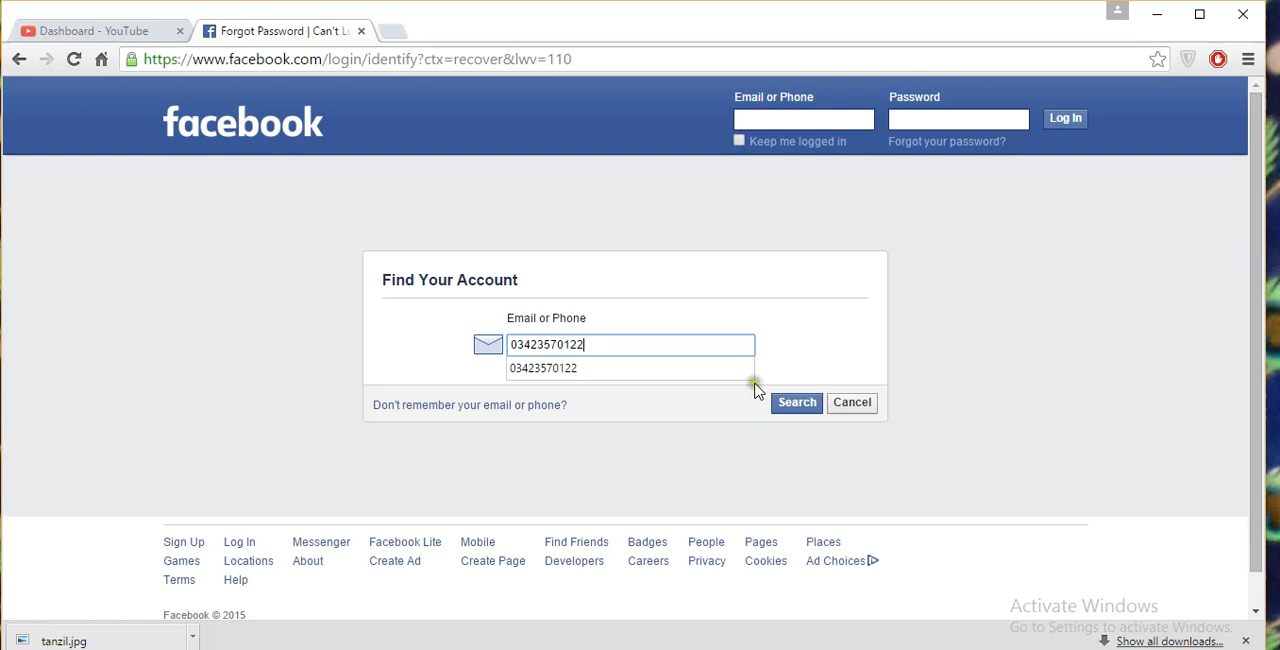 Dashboard - YouTube
Forgot Password | Can't L
https://www.facebook.com/login/identify?ctx=recover&lwv=110
facebook
Email or Phone Password
Log In
Keep me logged in Forgot your password?
Find Your Account
Email or Phone
03423570122
03423570122
Don't remember your email or phone? Search Cancel
Sign Up Log In Messenger Facebook Lite Mobile Find Friends Badges People Pages Places
Games Locations About Create Ad Create Page Developers Careers Privacy Cookies Ad Choices
Terms Help
Facebook © 2015
Activate Windows
Go to Settings to activate Windows.
tanzil.jpg Show all downloads...